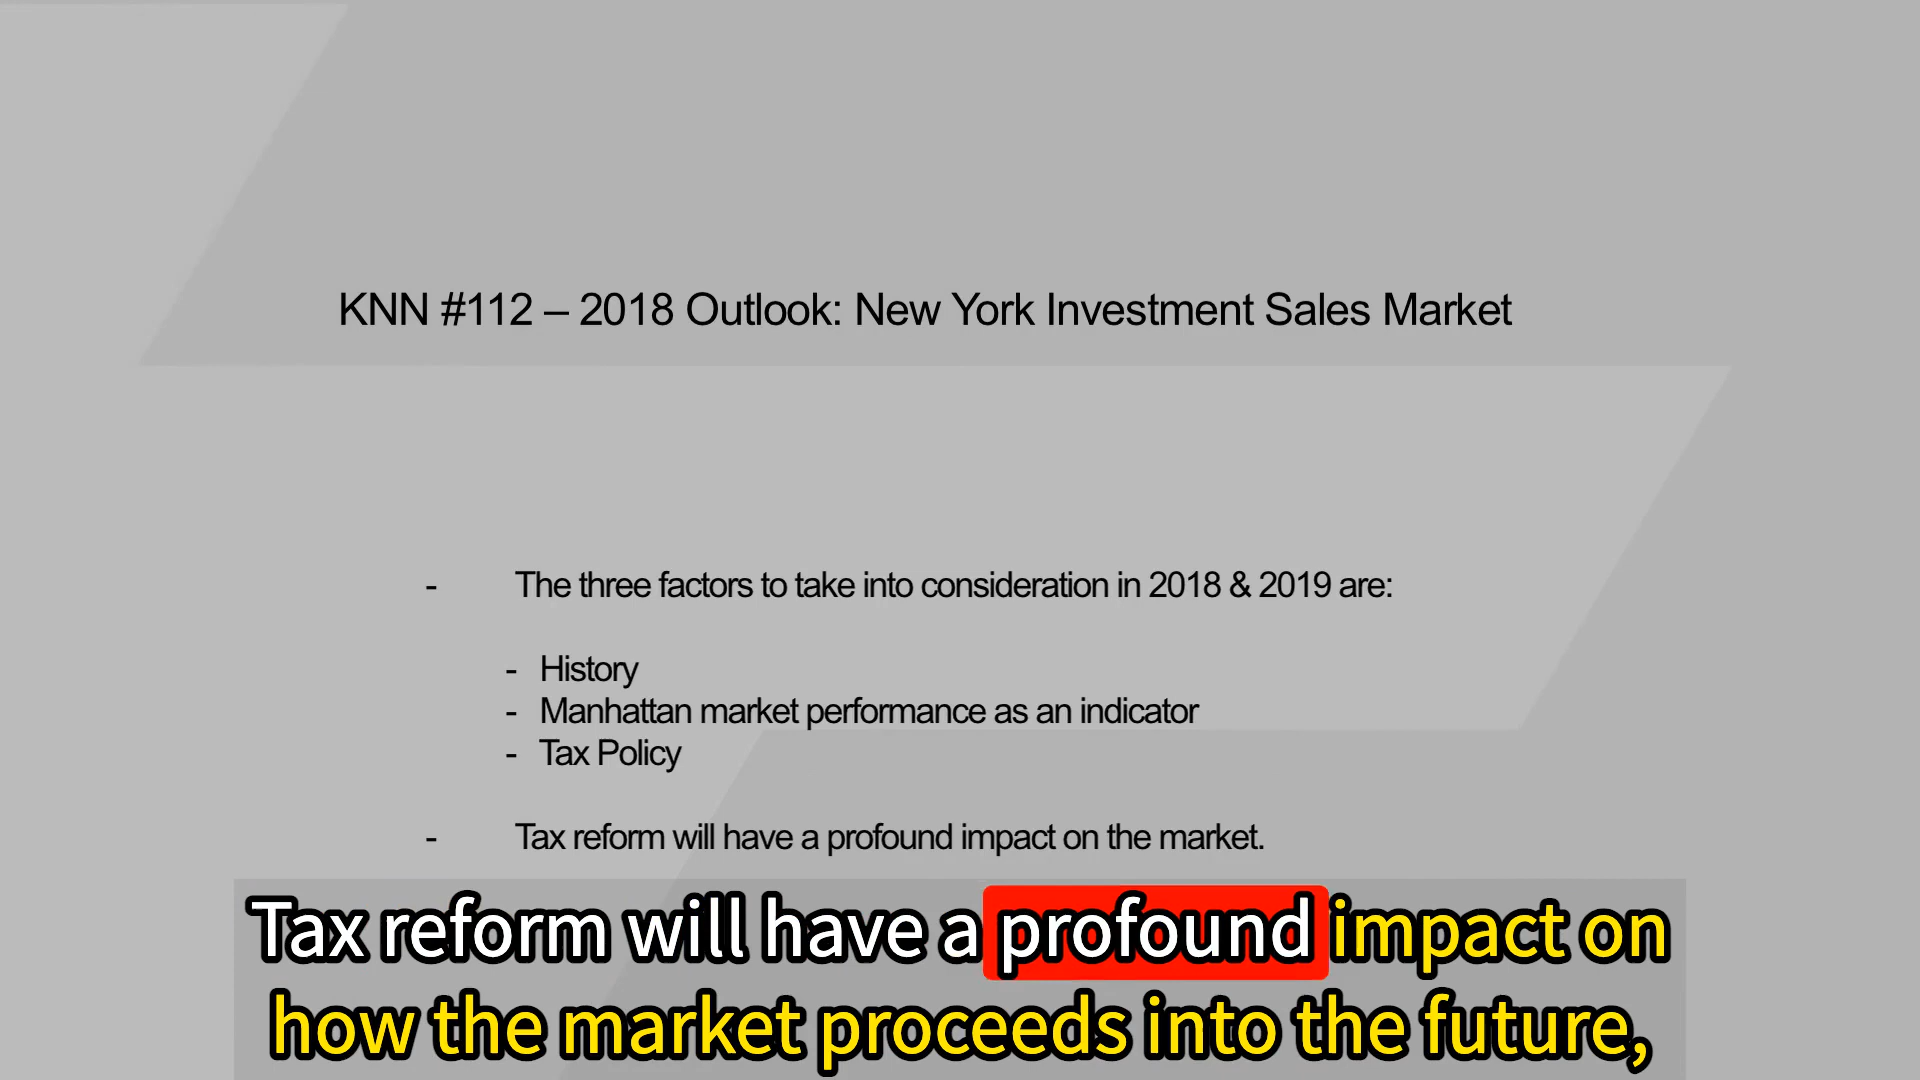 KNN #112 – 2018 Outlook: New York Investment Sales Market
- The three factors to take into consideration in 2018 & 2019 are:
- History
- Manhattan market performance as an indicator
- Tax Policy
- Tax reform will have a profound impact on the market.
Tax reform will have a profound impact on
how the market proceeds into the future,